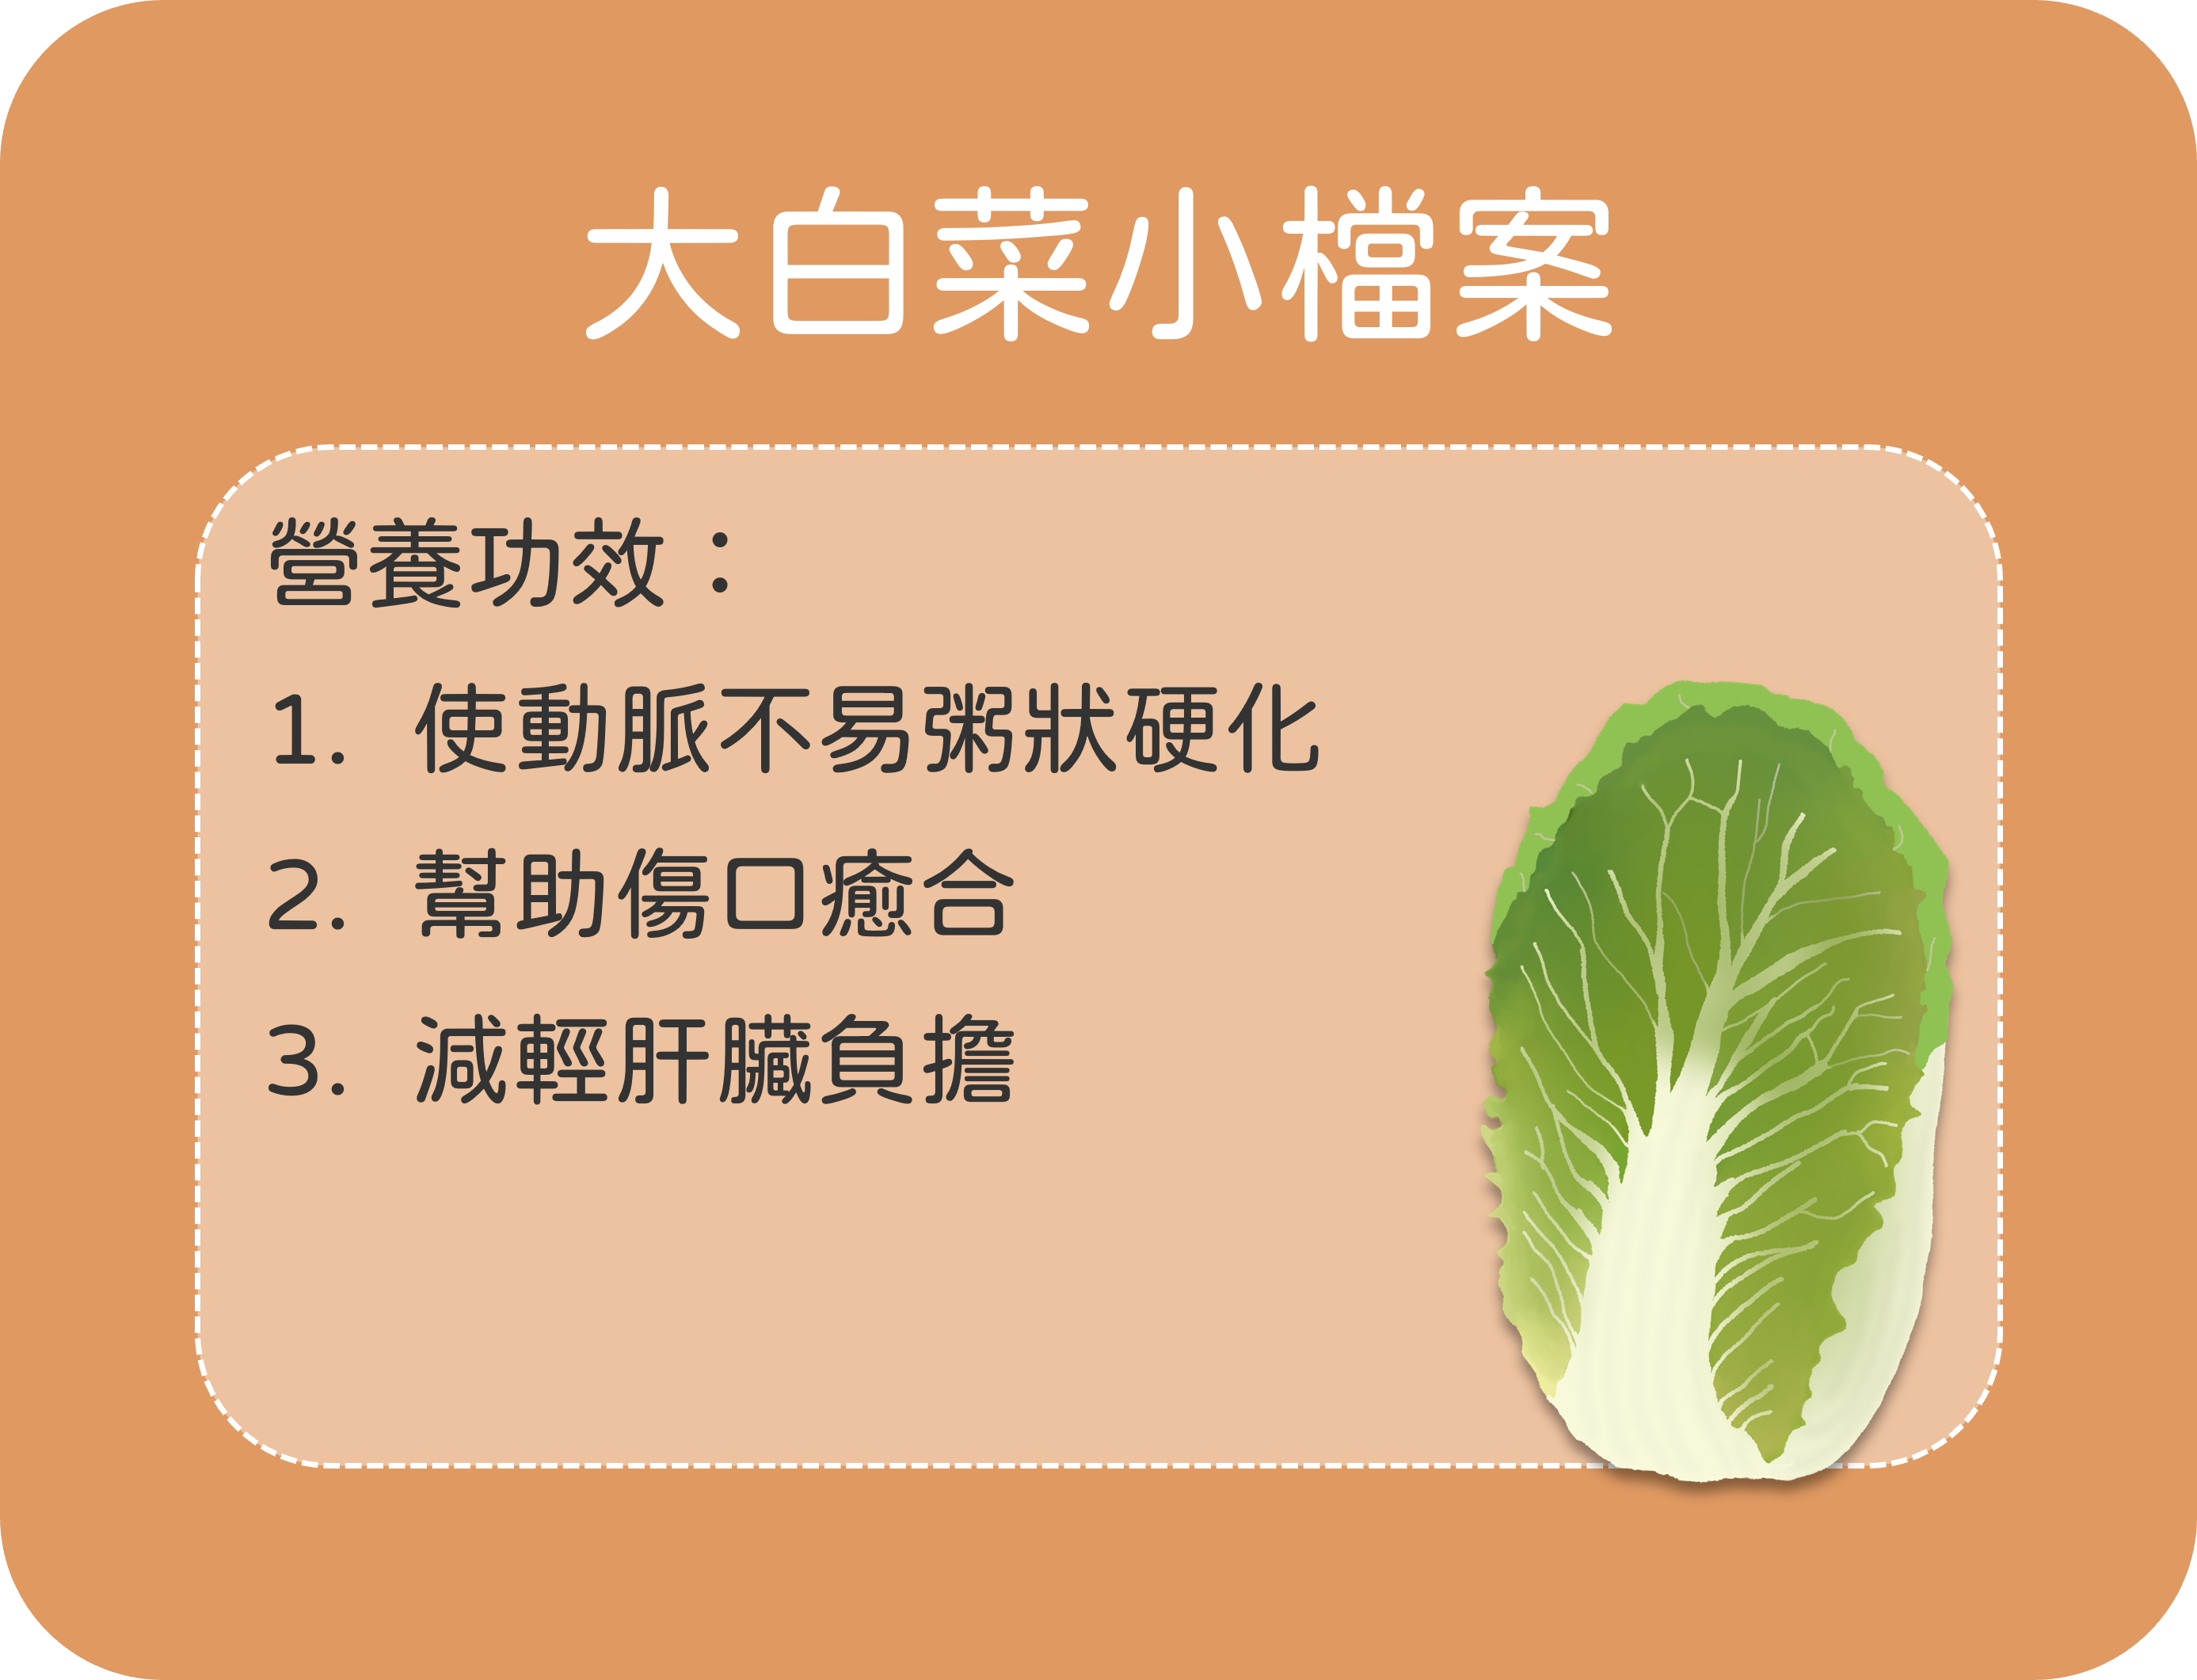 大白菜小檔案
營養功效：
1. 使動脈不易粥狀硬化
2. 幫助傷口癒合
3. 減輕肝臟負擔